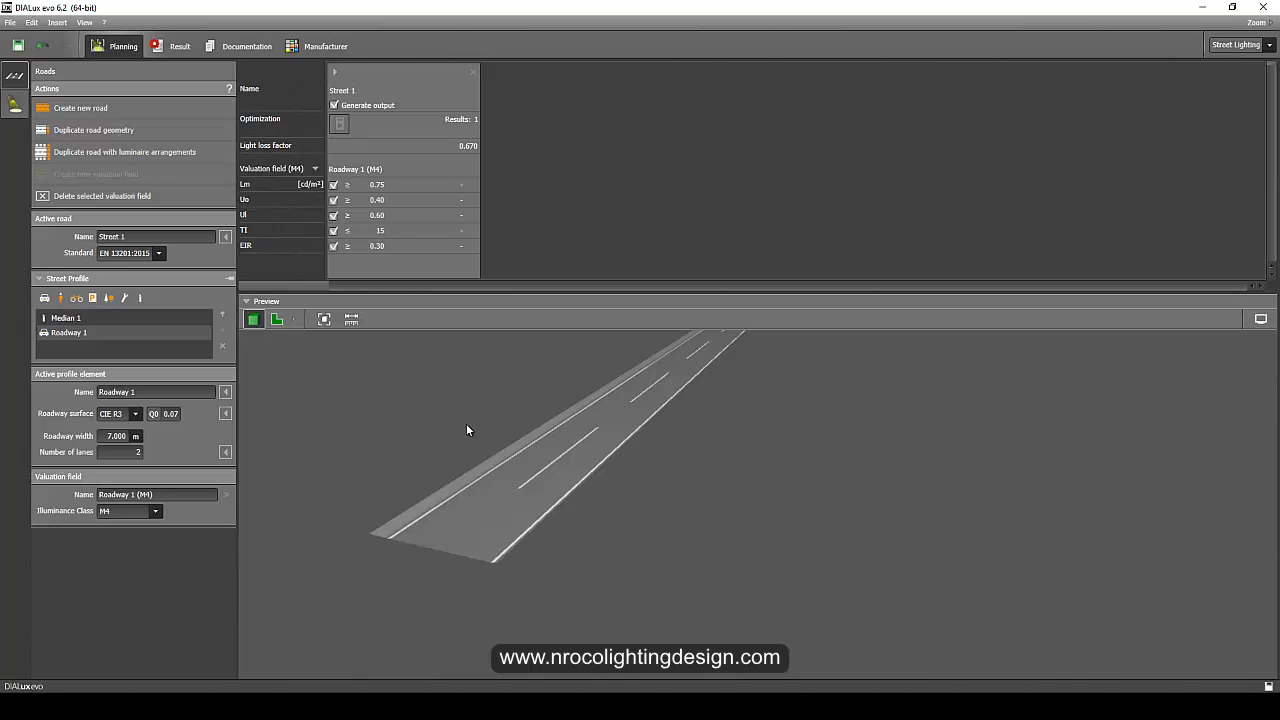 DIALux evo 6.2 (64-bit)
File Edit Insert View ? Zoom
Planning Result Documentation Manufacturer Street Lighting
Roads
Actions ?
Create new road
Duplicate road geometry
Duplicate road with luminaire arrangements
Create new valuation field
Delete selected valuation field
Active road
Name Street 1
Standard EN 13201:2015
Street Profile
Median 1
Roadway 1
Active profile element
Name Roadway 1
Roadway surface CIE R3 Q0 0.07
Roadway width 7.000 m
Number of lanes 2
Valuation field
Name Roadway 1 (M4)
Illuminance Class M4
Name Street 1
Generate output
Optimization Results: 1
Light loss factor 0.670
Valuation field (M4) Roadway 1 (M4)
Lm [cd/m²] ≥ 0.75 -
Uo ≥ 0.40 -
Ul ≥ 0.60 -
TI ≤ 15 -
EIR ≥ 0.30 -
Preview
www.nrocolightingdesign.com
DIALux evo